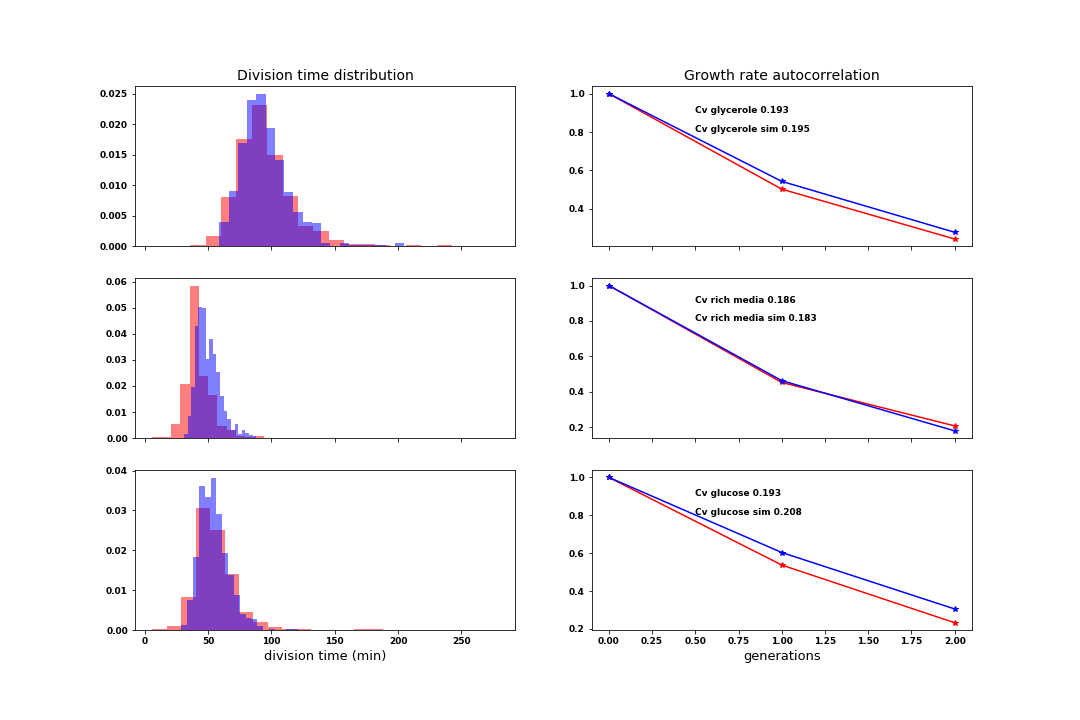 Division time distribution
0.025
0.020
0.015
0.010
0.005
0.000
Growth rate autocorrelation
1.0
0.8
0.6
0.4
Cv glycerole 0.193
Cv glycerole sim 0.195
0.06
0.05
0.04
0.03
0.02
0.01
0.00
1.0
0.8
0.6
0.4
0.2
Cv rich media 0.186
Cv rich media sim 0.183
0.04
0.03
0.02
0.01
0.00
0 50 100 150 200 250
division time (min)
1.0
0.8
0.6
0.4
0.2
Cv glucose 0.193
Cv glucose sim 0.208
0.00 0.25 0.50 0.75 1.00 1.25 1.50 1.75 2.00
generations